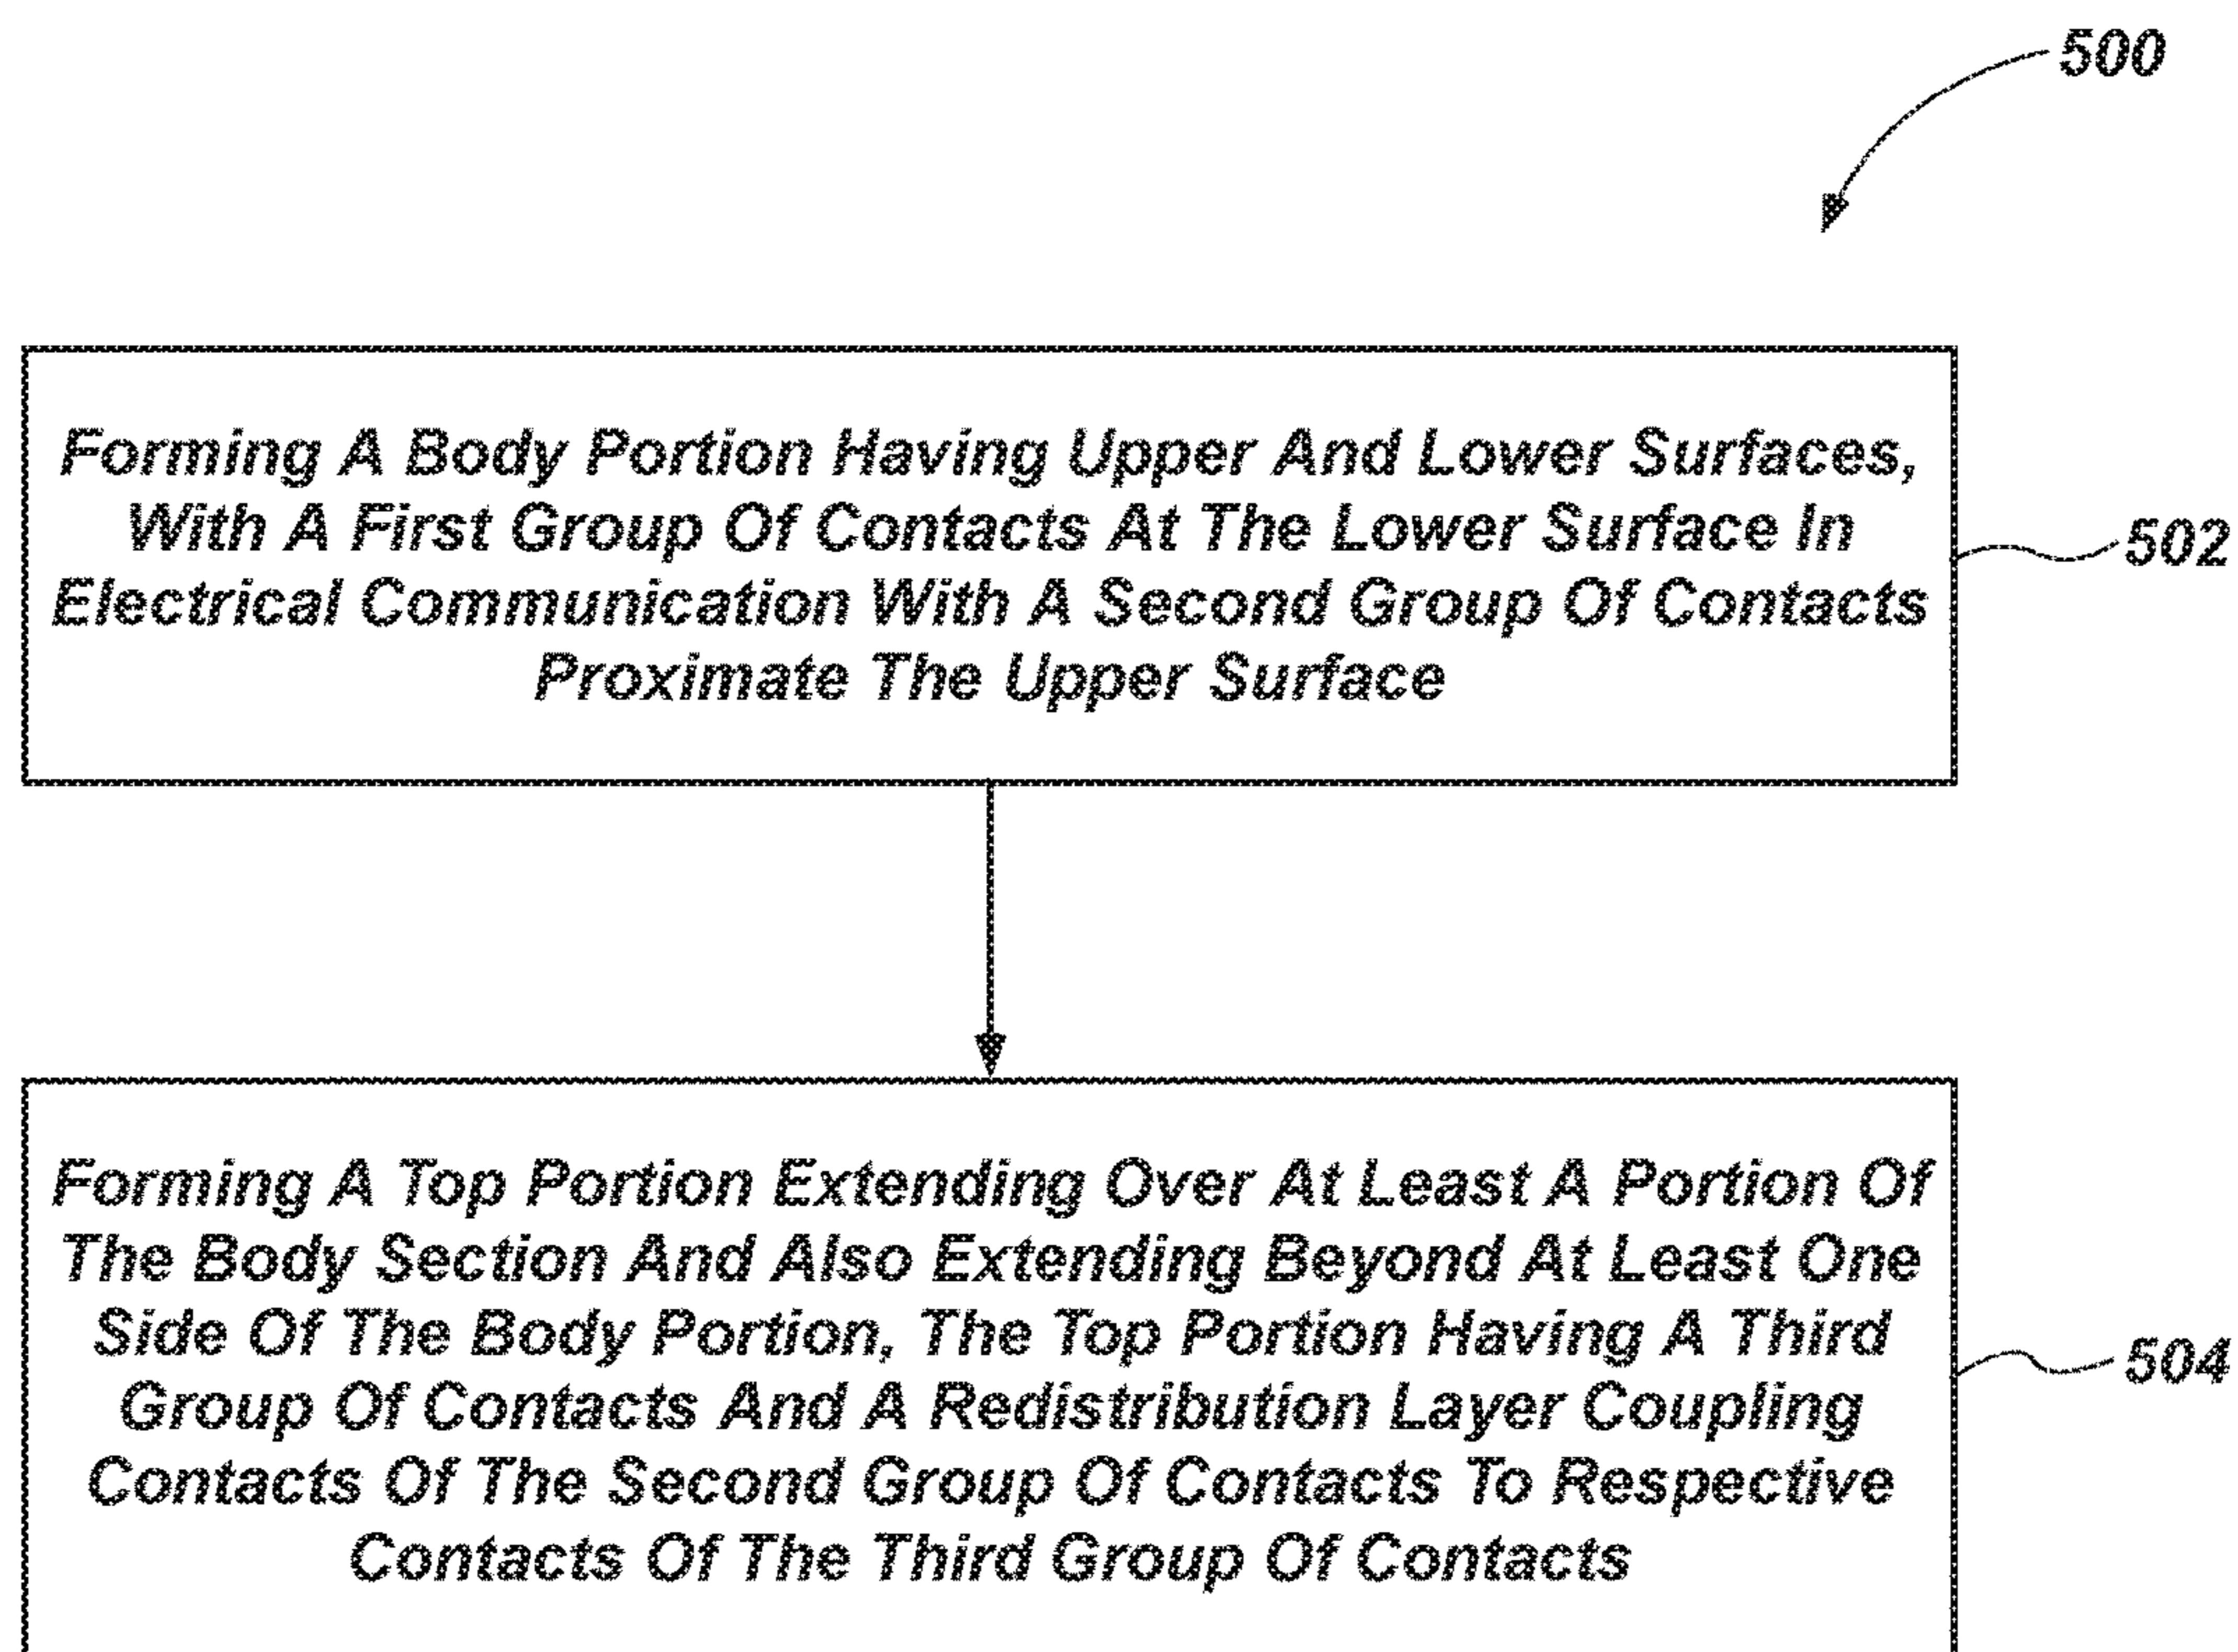 500
Forming A Body Portion Having Upper And Lower Surfaces,
With A First Group Of Contacts At The Lower Surface In
Electrical Communication With A Second Group Of Contacts
Proximate The Upper Surface
502
Forming A Top Portion Extending Over At Least A Portion Of
The Body Section And Also Extending Beyond At Least One
Side Of The Body Portion, The Top Portion Having A Third
Group Of Contacts And A Redistribution Layer Coupling
Contacts Of The Second Group Of Contacts To Respective
Contacts Of The Third Group Of Contacts
504